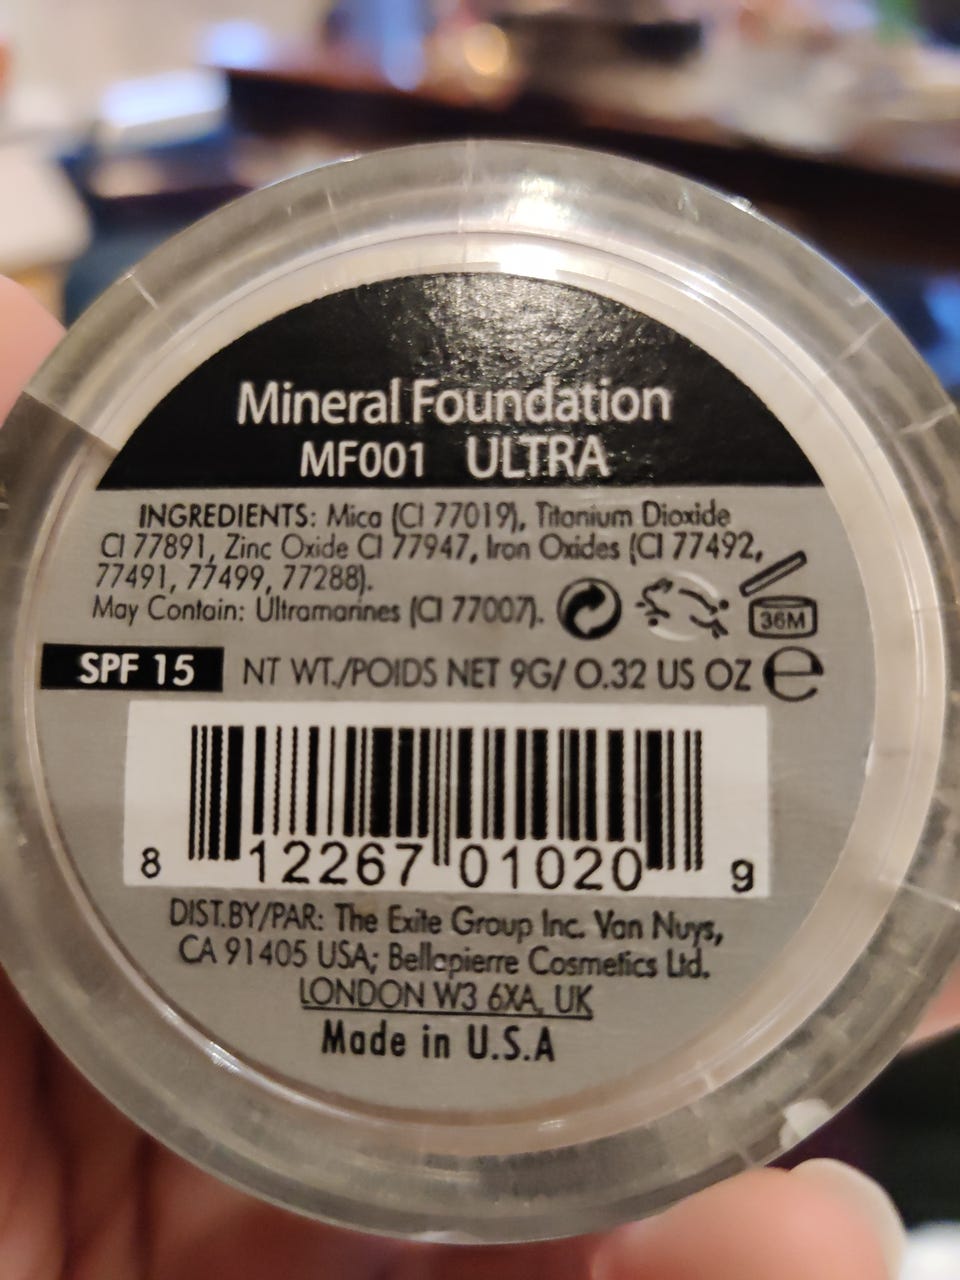 Mineral Foundation
MF001 ULTRA
INGREDIENTS: Mica (CI 77019), Titanium Dioxide
CI 77891, Zinc Oxide CI 77947, Iron Oxides (CI 77492,
77491, 77499, 77288).
May Contain: Ultramarines (CI 77007).
36M
SPF 15 NT WT./POIDS NET 9G/ 0.32 US OZ e
8 12267 01020 9
DIST.BY/PAR: The Exite Group Inc. Van Nuys,
CA 91405 USA; Bellapierre Cosmetics Ltd.
LONDON W3 6XA, UK
Made in U.S.A